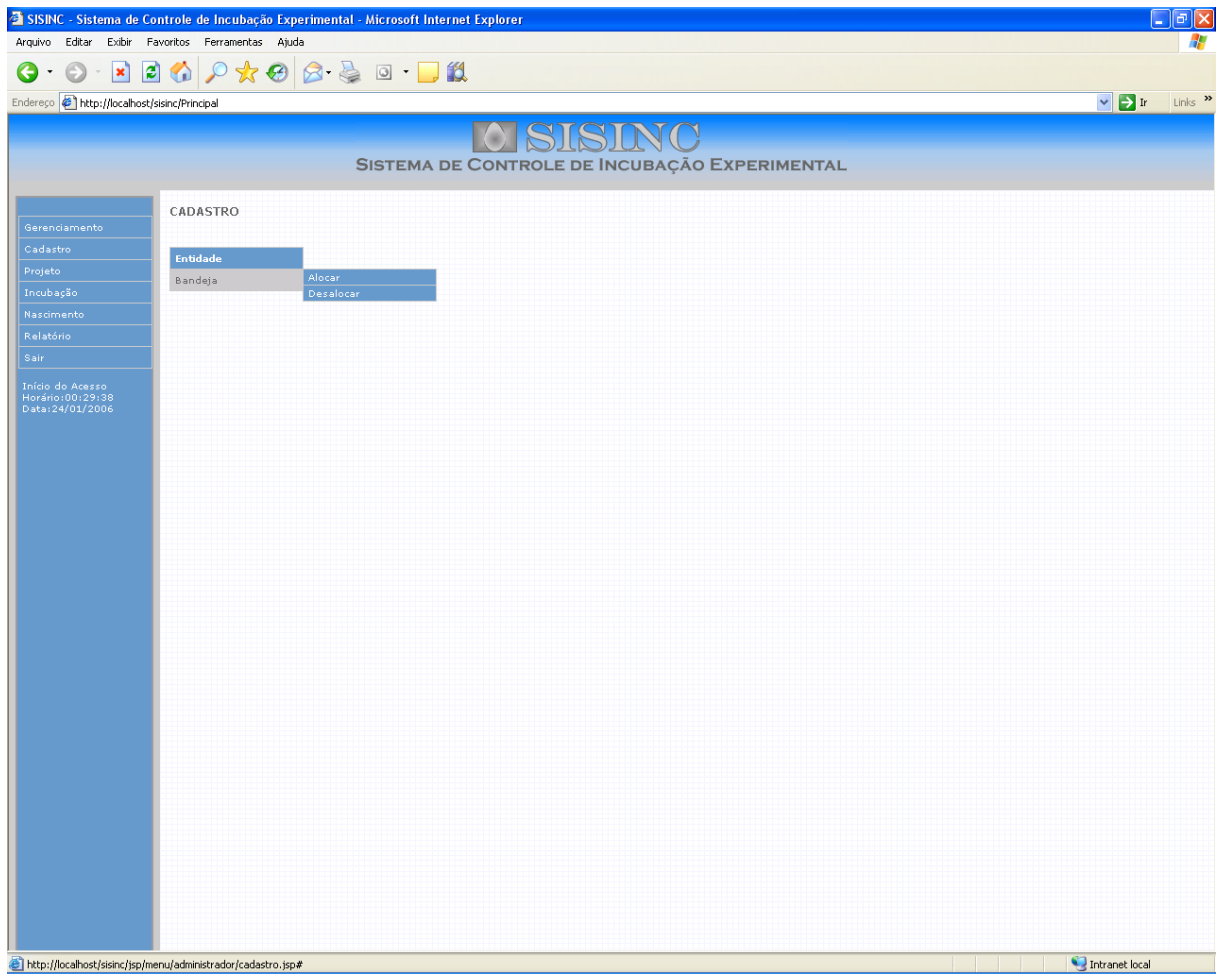 SISINC - Sistema de Controle de Incubação Experimental - Microsoft Internet Explorer
Arquivo Editar Exibir Favoritos Ferramentas Ajuda
Endereço http://localhost/sisinc/Principal Ir Links »
SISINC
SISTEMA DE CONTROLE DE INCUBAÇÃO EXPERIMENTAL
Gerenciamento
Cadastro
Projeto
Incubação
Nascimento
Relatório
Sair
Início do Acesso
Horário:00:29:38
Data:24/01/2006
CADASTRO
Entidade
Bandeja
Alocar
Desalocar
http://localhost/sisinc/jsp/menu/administrador/cadastro.jsp# Intranet local